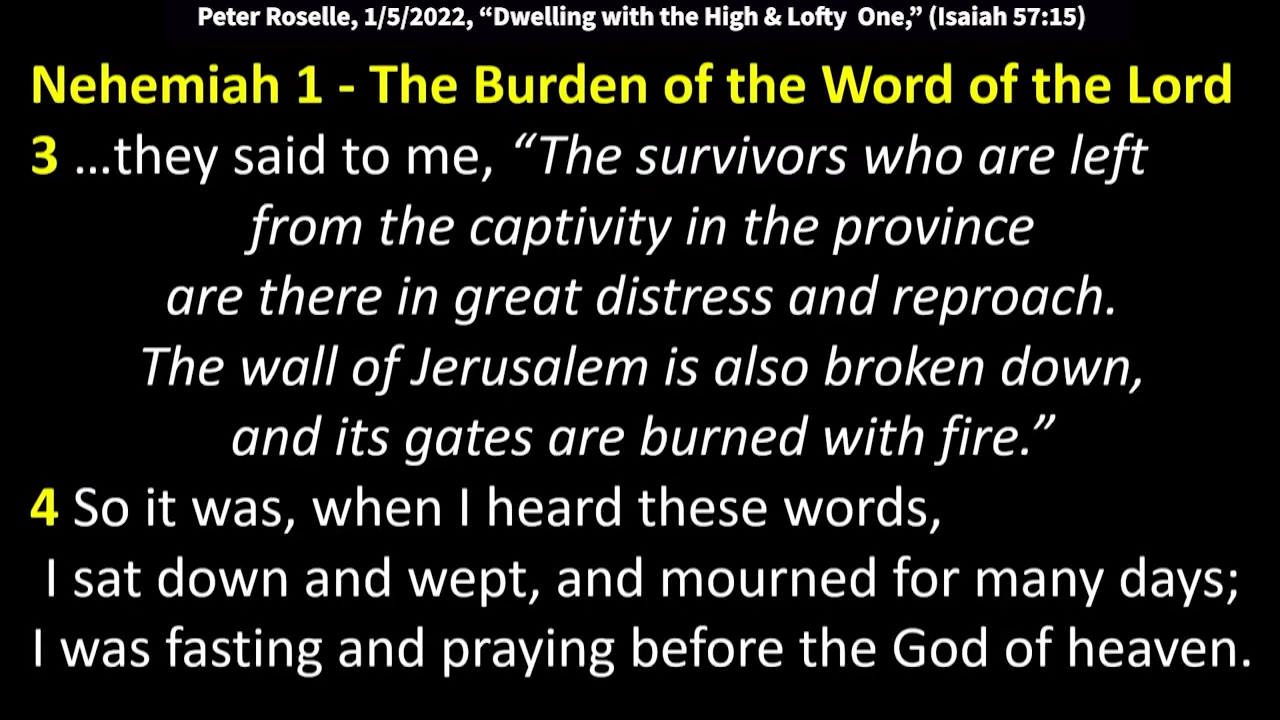 Peter Roselle, 1/5/2022, “Dwelling with the High & Lofty One,” (Isaiah 57:15)
Nehemiah 1 - The Burden of the Word of the Lord
3 ...they said to me, “The survivors who are left
from the captivity in the province
are there in great distress and reproach.
The wall of Jerusalem is also broken down,
and its gates are burned with fire.”
4 So it was, when I heard these words,
I sat down and wept, and mourned for many days;
I was fasting and praying before the God of heaven.